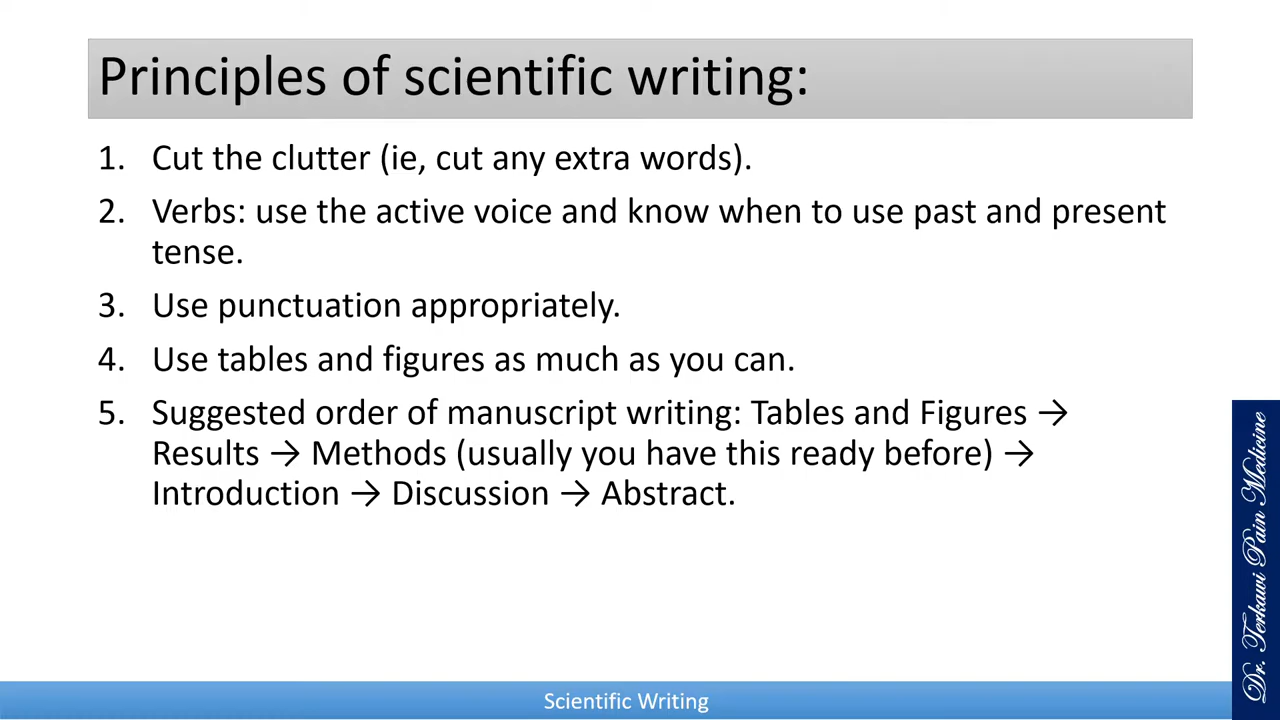 Principles of scientific writing:
1. Cut the clutter (ie, cut any extra words).
2. Verbs: use the active voice and know when to use past and present
tense.
3. Use punctuation appropriately.
4. Use tables and figures as much as you can.
5. Suggested order of manuscript writing: Tables and Figures →
Results → Methods (usually you have this ready before) →
Introduction → Discussion → Abstract.
Dr. Terkawi Pain Medicine
Scientific Writing